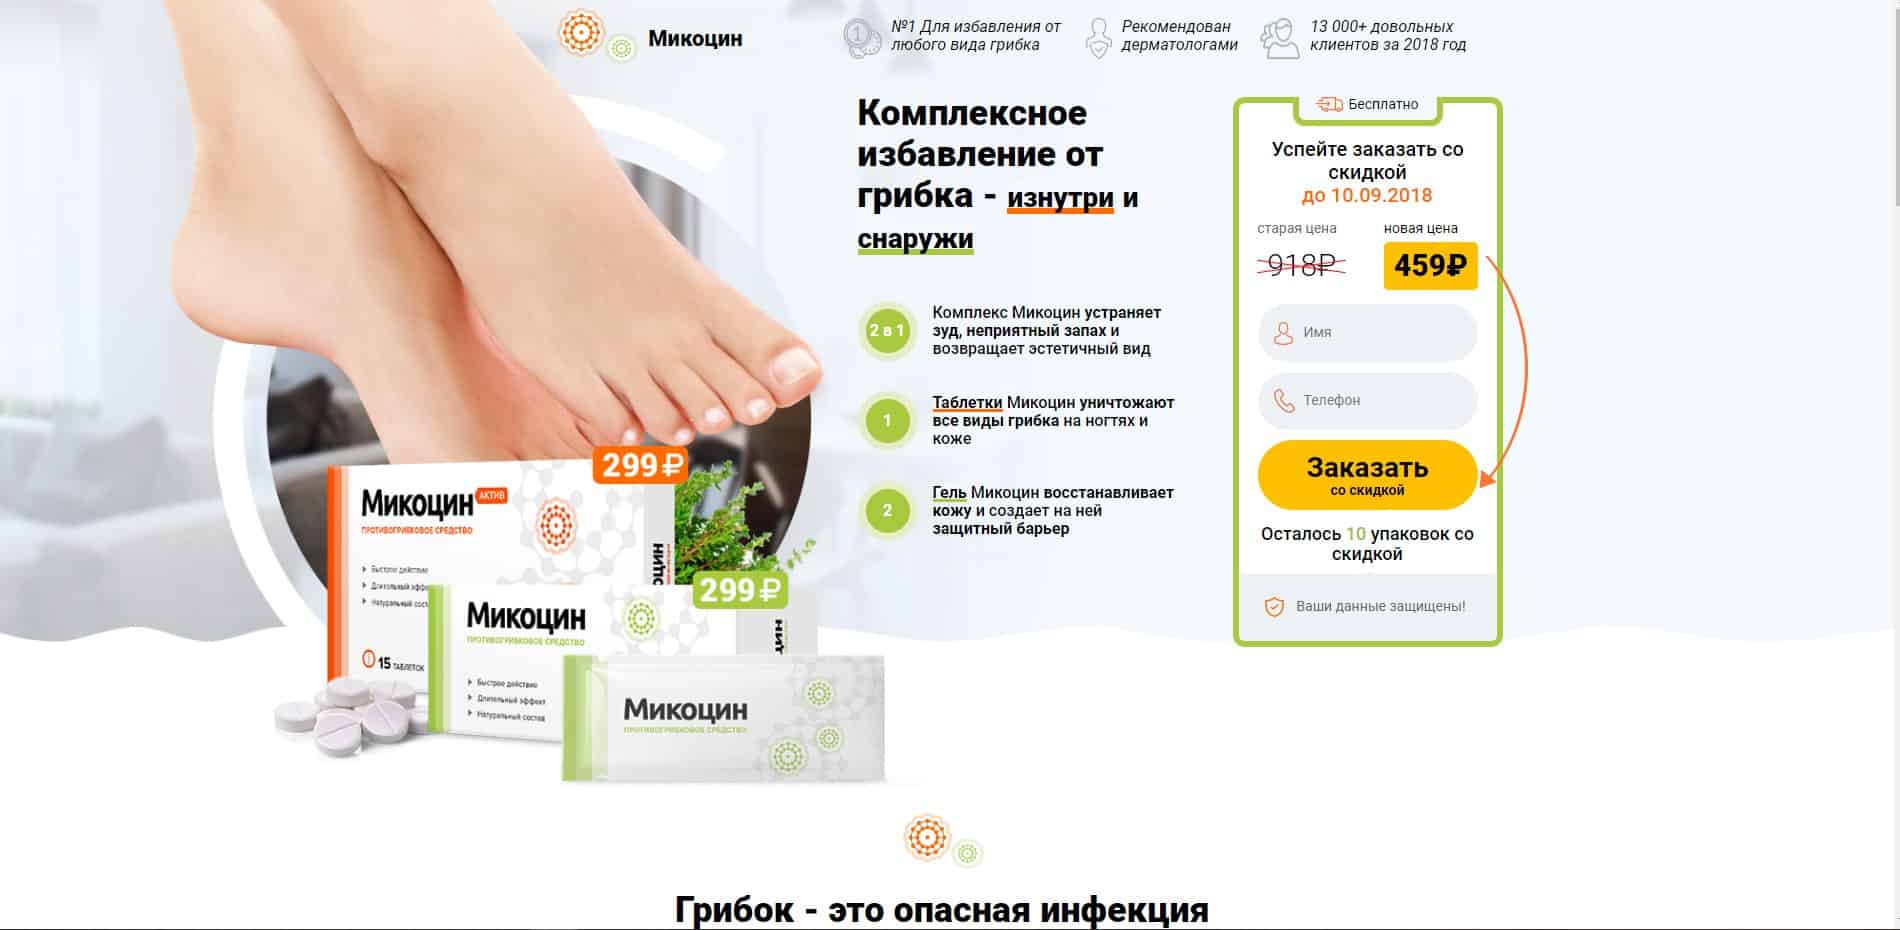 Микоцин
№1 Для избавления от
любого вида грибка
Рекомендован
дерматологами
13 000+ довольных
клиентов за 2018 год
Комплексное
избавление от
грибка - изнутри и
снаружи
2 в 1
Комплекс Микоцин устраняет
зуд, неприятный запах и
возвращает эстетичный вид
1
Таблетки Микоцин уничтожают
все виды грибка на ногтях и
коже
2
Гель Микоцин восстанавливает
кожу и создает на ней
защитный барьер
Бесплатно
Успейте заказать со
скидкой
до 10.09.2018
старая цена
новая цена
918₽
459₽
Имя
Телефон
Заказать
со скидкой
Осталось 10 упаковок со
скидкой
Ваши данные защищены!
299₽
Микоцин АКТИВ
ПРОТИВОГРИБКОВОЕ СРЕДСТВО
Быстрое действие
Длительный эффе
Натуральный сост
15 ТАБЛЕТОК
оцин
299₽
Микоцин
ПРОТИВОГРИБКОВОЕ СРЕДСТВО
Быстрое действие
Длительный эффект
Натуральный состав
цин
Микоцин
ПРОТИВОГРИБКОВОЕ СРЕДСТВО
Грибок - это опасная инфекция